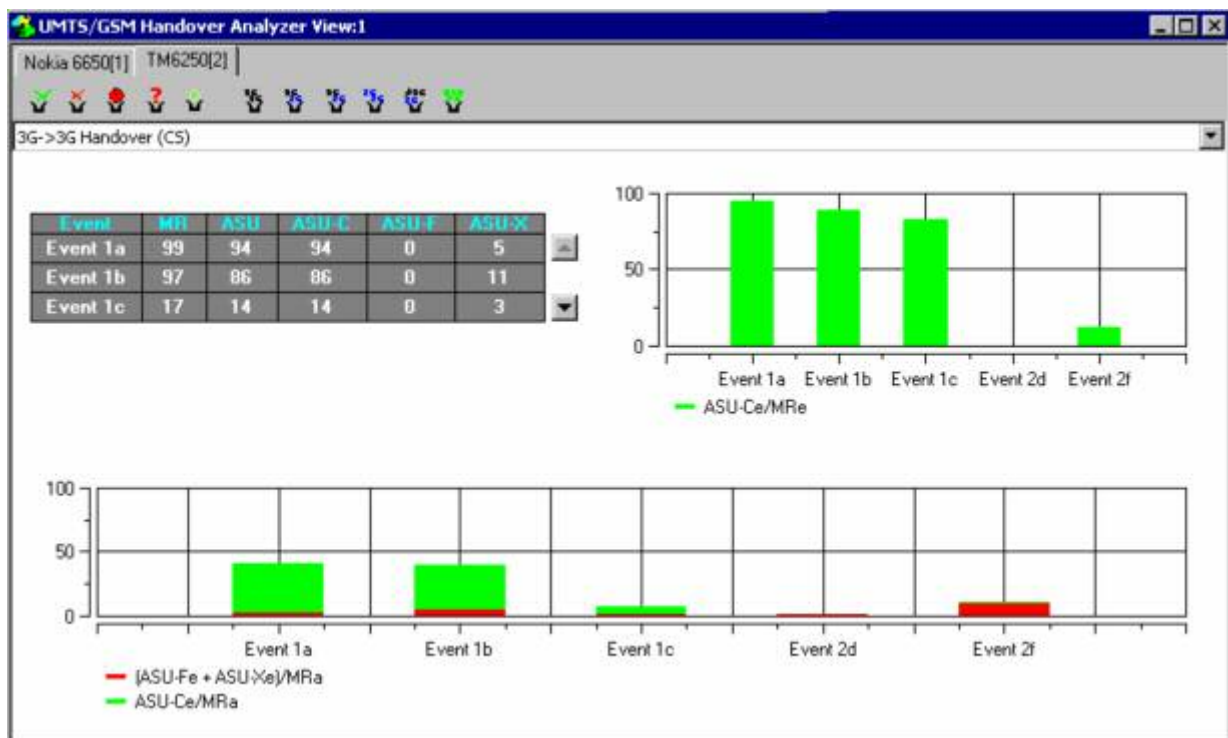 UMTS/GSM Handover Analyzer View:1
Nokia 6650[1] TM6250[2]
3G->3G Handover (CS)
Event MR ASU ASU-C ASU-F ASU-X
Event 1a 99 94 94 0 5
Event 1b 97 86 86 0 11
Event 1c 17 14 14 0 3
100
50
0
Event 1a Event 1b Event 1c Event 2d Event 2f
ASU-Ce/MRe
100
50
0
Event 1a Event 1b Event 1c Event 2d Event 2f
(ASU-Fe + ASU-Xe)/MRa
ASU-Ce/MRa